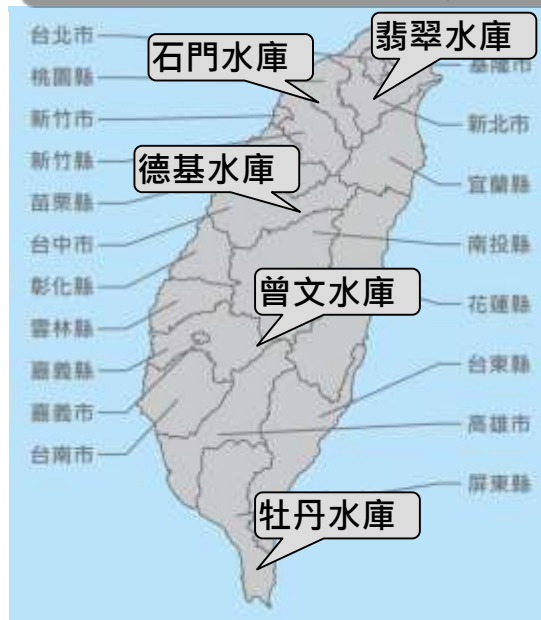 台北市
石門水庫
翡翠水庫
桃園縣
基隆市
新竹市
新北市
新竹縣
德基水庫
宜蘭縣
苗栗縣
台中市
南投縣
彰化縣
曾文水庫
花蓮縣
雲林縣
嘉義縣
台東縣
嘉義市
高雄市
台南市
屏東縣
牡丹水庫